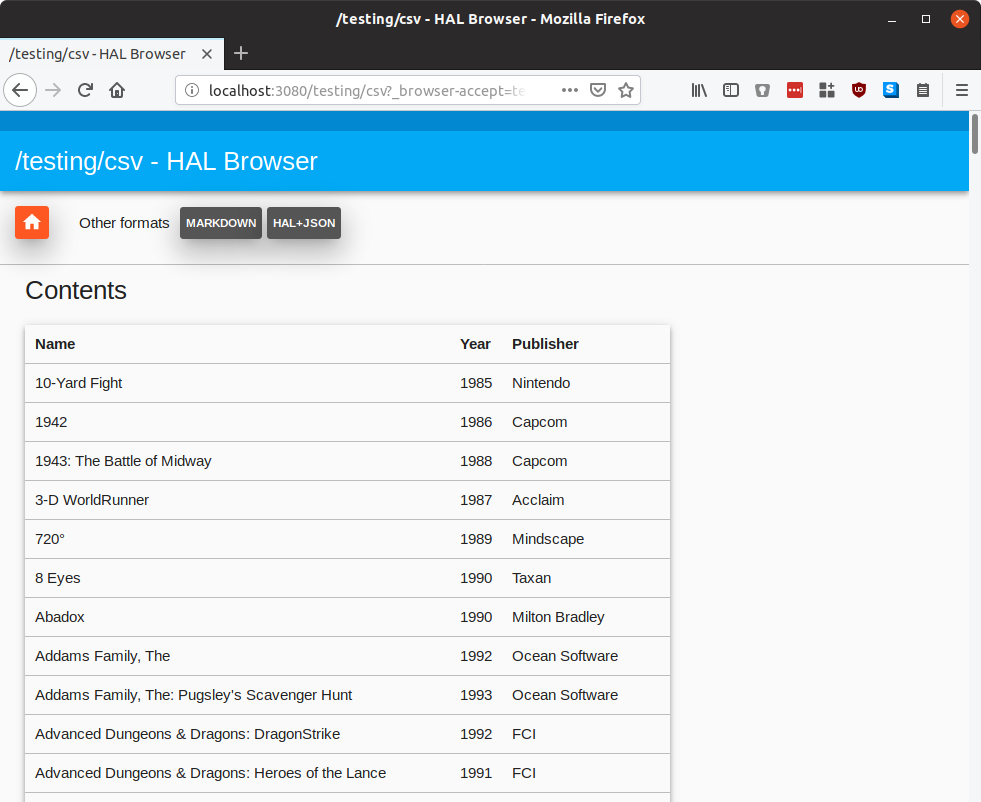 /testing/csv - HAL Browser - Mozilla Firefox
/testing/csv - HAL Browser
localhost:3080/testing/csv?_browser-accept=te
/testing/csv - HAL Browser
Other formats MARKDOWN HAL+JSON
Contents
Name Year Publisher
10-Yard Fight 1985 Nintendo
1942 1986 Capcom
1943: The Battle of Midway 1988 Capcom
3-D WorldRunner 1987 Acclaim
720° 1989 Mindscape
8 Eyes 1990 Taxan
Abadox 1990 Milton Bradley
Addams Family, The 1992 Ocean Software
Addams Family, The: Pugsley's Scavenger Hunt 1993 Ocean Software
Advanced Dungeons & Dragons: DragonStrike 1992 FCI
Advanced Dungeons & Dragons: Heroes of the Lance 1991 FCI